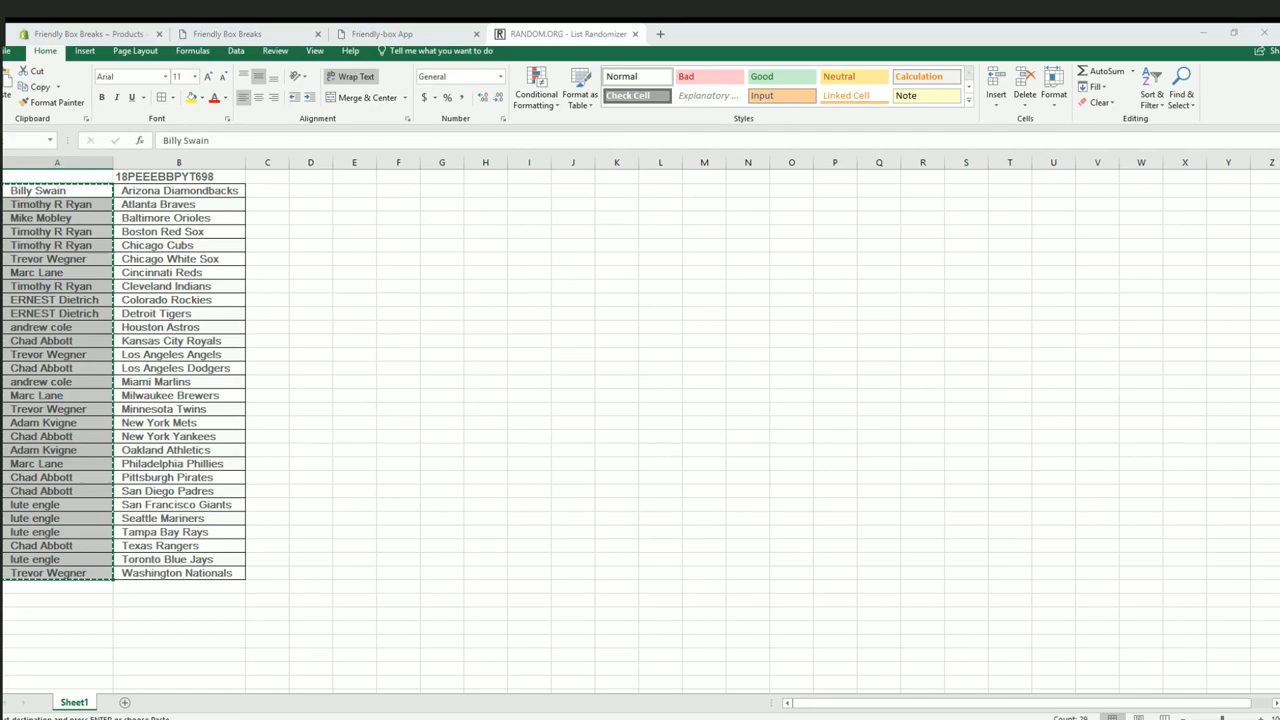 Friendly Box Breaks ~ Products
Friendly Box Breaks
Friendly-box App
RANDOM.ORG - List Randomizer
Home Insert Page Layout Formulas Data Review View Help Tell me what you want to do
Cut
Copy
Format Painter
Clipboard
Arial 11
B I U
Font
Wrap Text
Merge & Center
Alignment
General
$ % ,
Number
Conditional Formatting
Format as Table
Normal Bad Good Neutral Calculation
Check Cell Explanatory ... Input Linked Cell Note
Styles
Insert Delete Format
Cells
AutoSum
Fill
Clear
Sort & Filter
Find & Select
Editing
fx Billy Swain
A B C D E F G H I J K L M N O P Q R S T U V W X Y Z
18PEEEBBPYT698
Billy Swain Arizona Diamondbacks
Timothy R Ryan Atlanta Braves
Mike Mobley Baltimore Orioles
Timothy R Ryan Boston Red Sox
Timothy R Ryan Chicago Cubs
Trevor Wegner Chicago White Sox
Marc Lane Cincinnati Reds
Timothy R Ryan Cleveland Indians
ERNEST Dietrich Colorado Rockies
ERNEST Dietrich Detroit Tigers
andrew cole Houston Astros
Chad Abbott Kansas City Royals
Trevor Wegner Los Angeles Angels
Chad Abbott Los Angeles Dodgers
andrew cole Miami Marlins
Marc Lane Milwaukee Brewers
Trevor Wegner Minnesota Twins
Adam Kvigne New York Mets
Chad Abbott New York Yankees
Adam Kvigne Oakland Athletics
Marc Lane Philadelphia Phillies
Chad Abbott Pittsburgh Pirates
Chad Abbott San Diego Padres
lute engle San Francisco Giants
lute engle Seattle Mariners
lute engle Tampa Bay Rays
Chad Abbott Texas Rangers
lute engle Toronto Blue Jays
Trevor Wegner Washington Nationals
Sheet1
destination and press ENTER or choose Paste
Count: 29